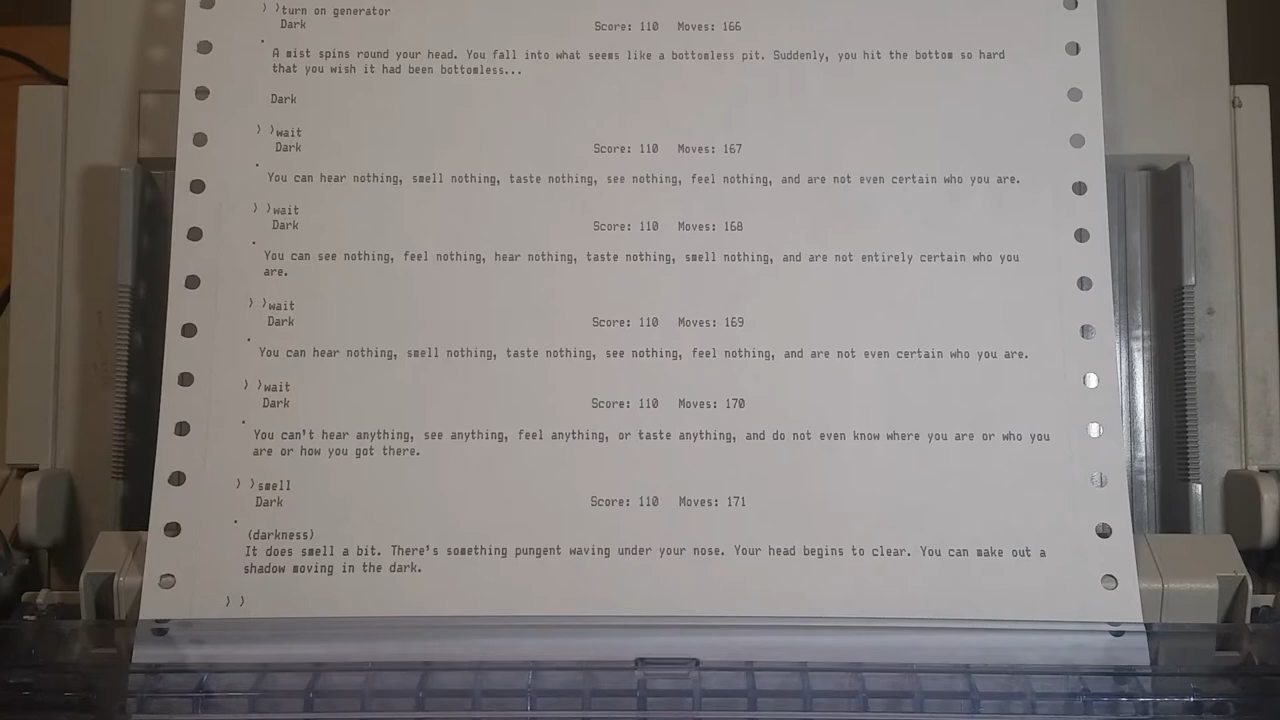 ⟩ ⟩turn on generator
Dark Score: 110 Moves: 166
.
A mist spins round your head. You fall into what seems like a bottomless pit. Suddenly, you hit the bottom so hard
that you wish it had been bottomless...
Dark
⟩ ⟩wait
Dark Score: 110 Moves: 167
.
You can hear nothing, smell nothing, taste nothing, see nothing, feel nothing, and are not even certain who you are.
⟩ ⟩wait
Dark Score: 110 Moves: 168
.
You can see nothing, feel nothing, hear nothing, taste nothing, smell nothing, and are not entirely certain who you
are.
⟩ ⟩wait
Dark Score: 110 Moves: 169
.
You can hear nothing, smell nothing, taste nothing, see nothing, feel nothing, and are not even certain who you are.
⟩ ⟩wait
Dark Score: 110 Moves: 170
.
You can't hear anything, see anything, feel anything, or taste anything, and do not even know where you are or who you
are or how you got there.
⟩ ⟩smell
Dark Score: 110 Moves: 171
.
(darkness)
It does smell a bit. There's something pungent waving under your nose. Your head begins to clear. You can make out a
shadow moving in the dark.
⟩ ⟩